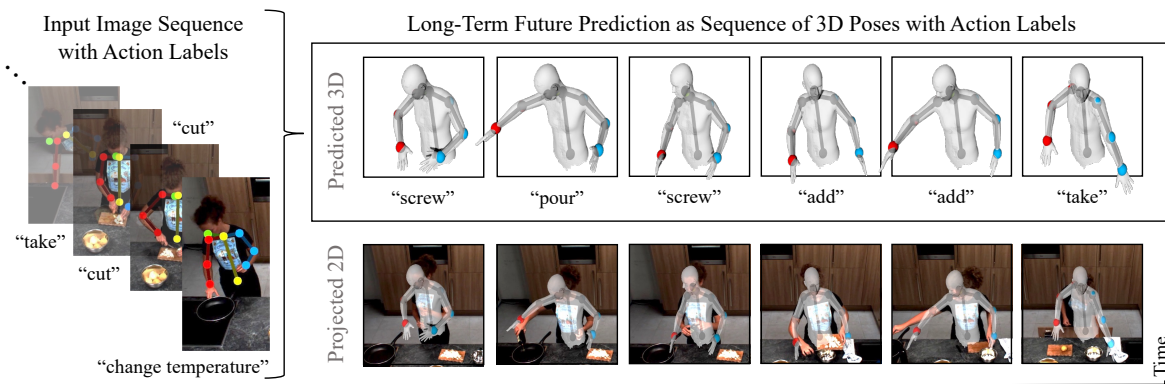 Input Image Sequence
with Action Labels
“cut”
“take”
“cut”
“change temperature”
Long-Term Future Prediction as Sequence of 3D Poses with Action Labels
Predicted 3D
“screw”
“pour”
“screw”
“add”
“add”
“take”
Projected 2D
Time